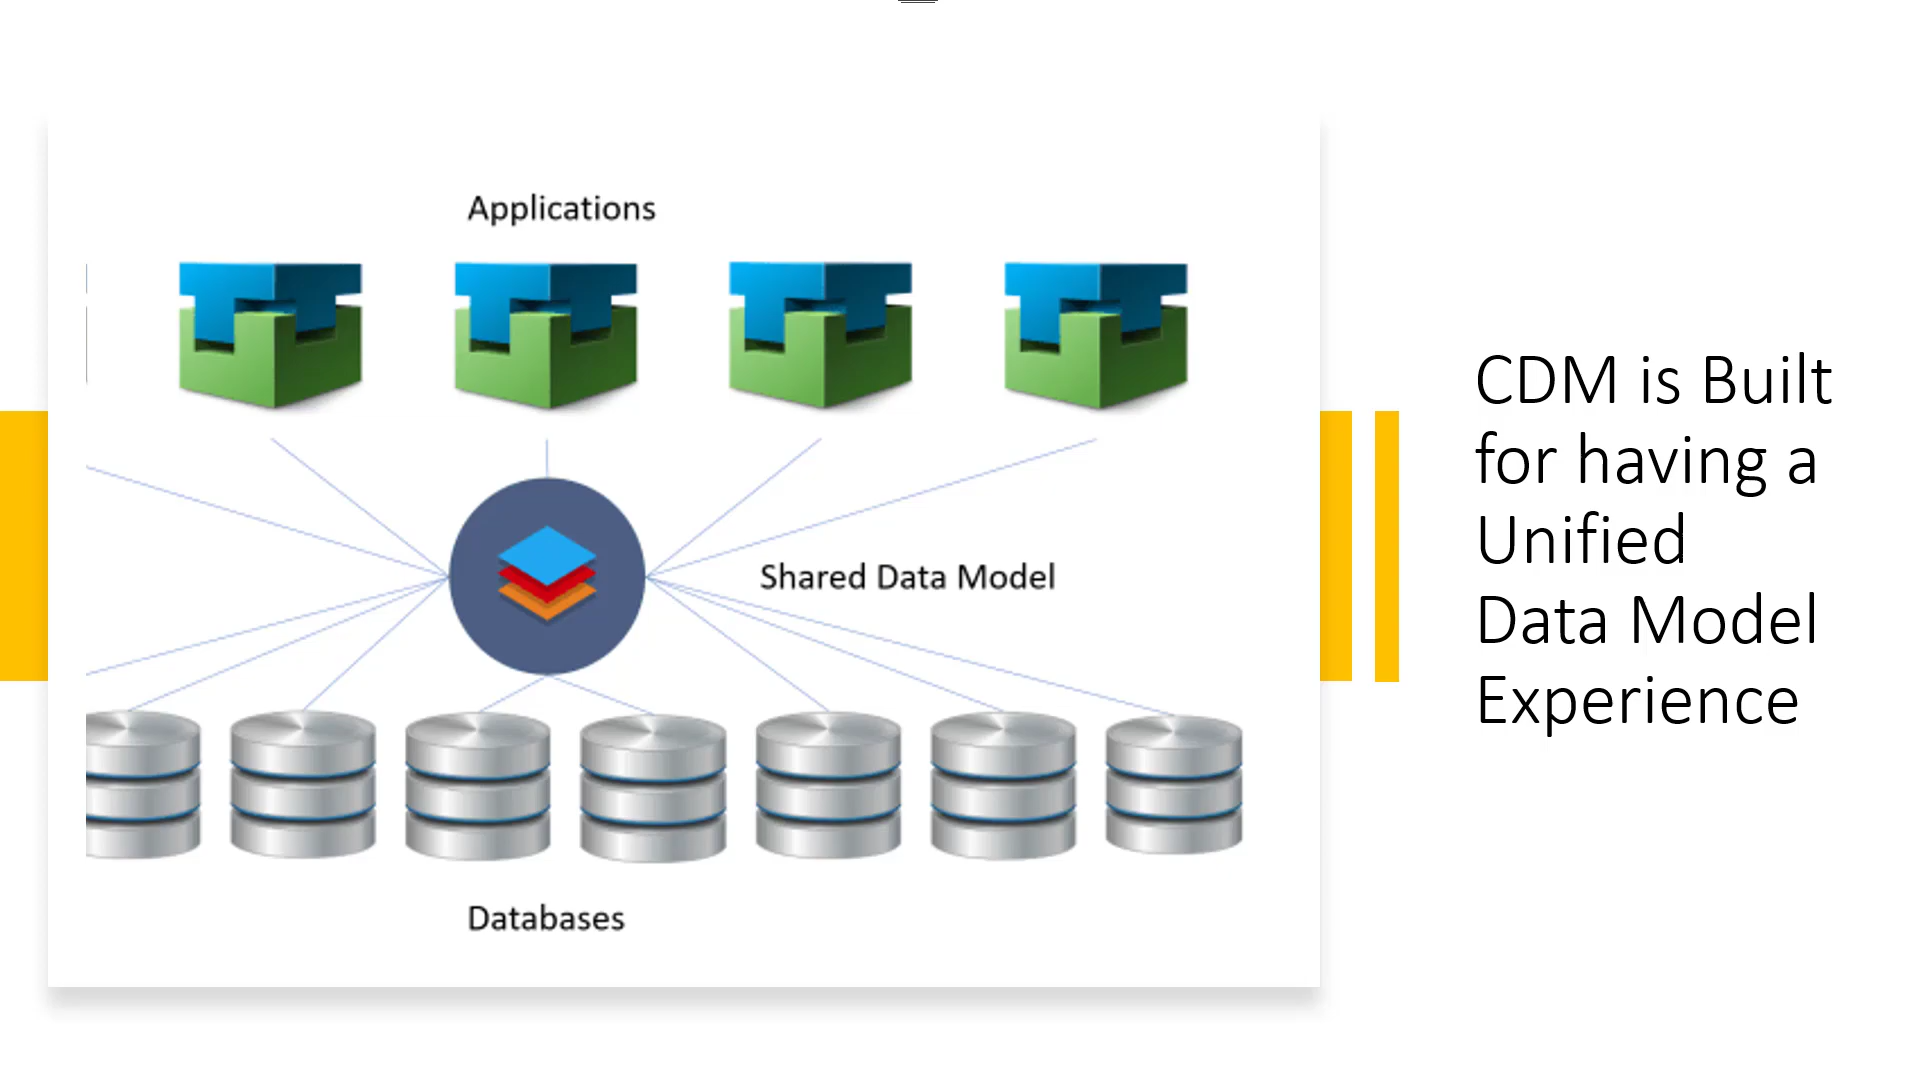 Applications
Shared Data Model
Databases
CDM is Built
for having a
Unified
Data Model
Experience